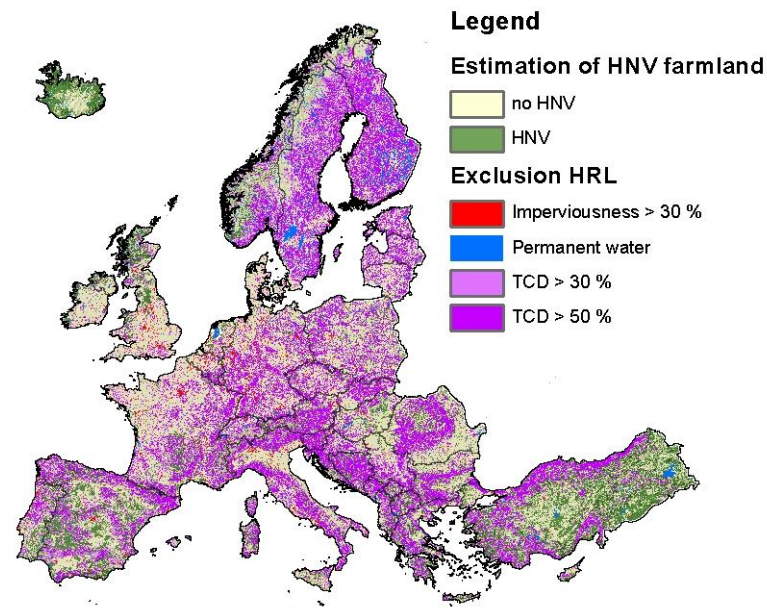 Legend
Estimation of HNV farmland
no HNV
HNV
Exclusion HRL
Imperviousness > 30 %
Permanent water
TCD > 30 %
TCD > 50 %